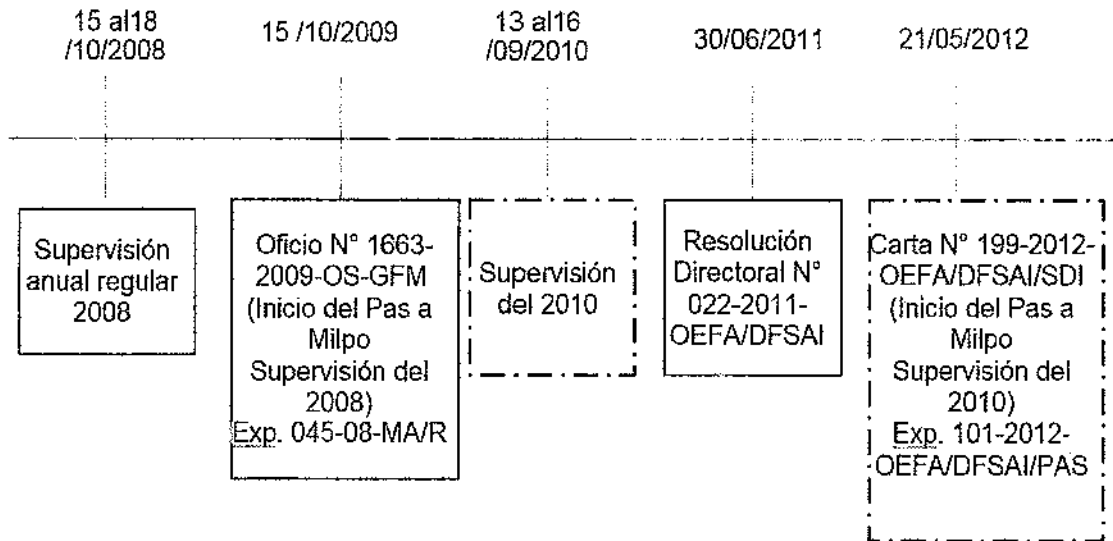 15 al18
/10/2008
15 /10/2009
13 al16
/09/2010
30/06/2011
21/05/2012
Supervisión
anual regular
2008
Oficio N° 1663-
2009-OS-GFM
(Inicio del Pas a
Milpo
Supervisión del
2008)
Exp. 045-08-MA/R
Supervisión
del 2010
Resolución
Directoral N°
022-2011-
OEFA/DFSAI
Carta N° 199-2012-
OEFA/DFSAI/SDI
(Inicio del Pas a
Milpo
Supervisión del
2010)
Exp. 101-2012-
OEFA/DFSAI/PAS